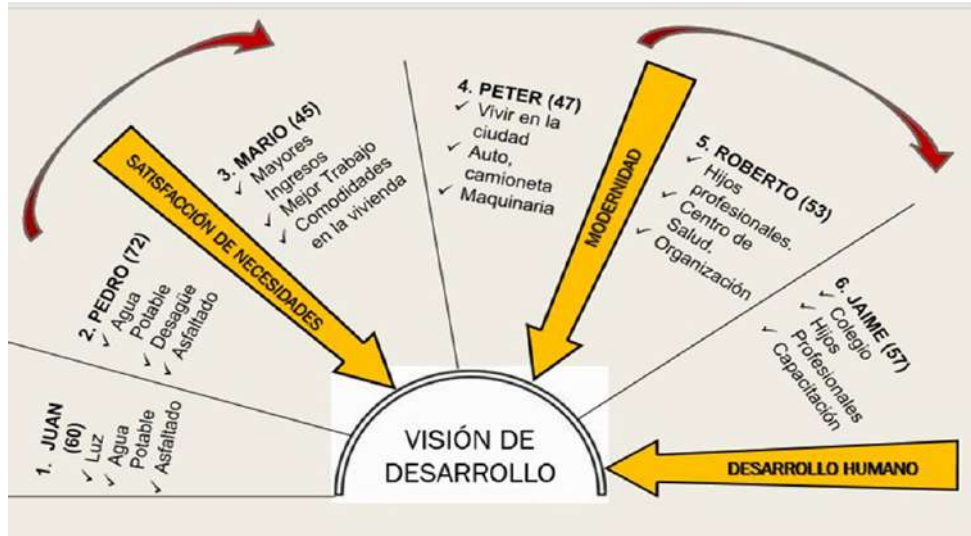 1. JUAN
(60)
✓ Luz
✓ Agua
Potable
✓ Asfaltado
2. PEDRO (72)
✓ Agua
Potable
✓ Desagüe
✓ Asfaltado
SATISFACCIÓN DE NECESIDADES
3. MARIO (45)
✓ Mayores
Ingresos
✓ Mejor Trabajo
✓ Comodidades
en la vivienda
4. PETER (47)
✓ Vivir en la
ciudad
✓ Auto,
camioneta
✓ Maquinaria
MODERNIDAD
5. ROBERTO (53)
✓ Hijos
✓ profesionales.
✓ Centro de
Salud.
✓ Organización
6. JAIME (57)
✓ Colegio
✓ Hijos
Profesionales
✓ Capacitación
DESARROLLO HUMANO
VISIÓN DE
DESARROLLO